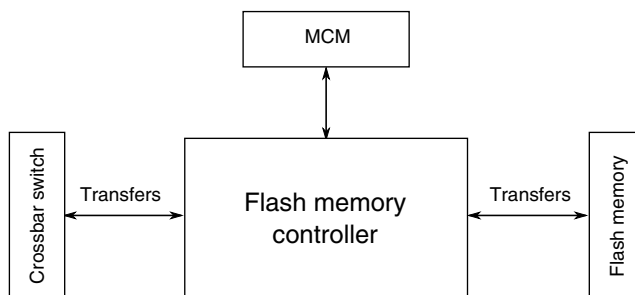 MCM
Crossbar switch
Transfers
Flash memory
controller
Transfers
Flash memory